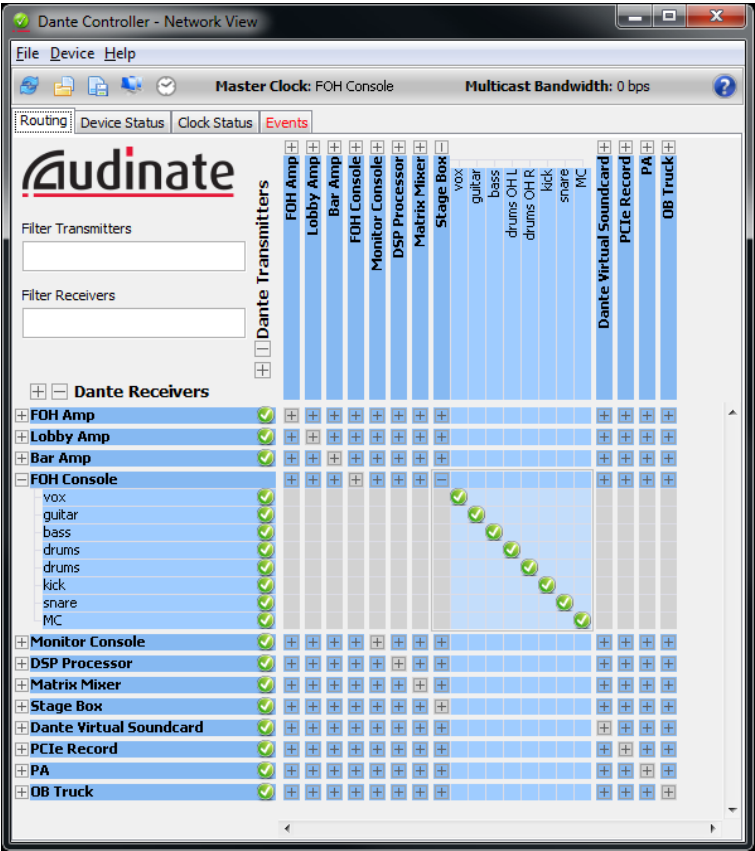 Dante Controller - Network View
File Device Help
Master Clock: FOH Console Multicast Bandwidth: 0 bps
Routing Device Status Clock Status Events
Audinate
Filter Transmitters
Filter Receivers
Dante Transmitters
FOH Amp
Lobby Amp
Bar Amp
FOH Console
Monitor Console
DSP Processor
Matrix Mixer
Stage Box
vox
guitar
bass
drums OH L
drums OH R
kick
snare
MC
Dante Virtual Soundcard
PCIe Record
PA
OB Truck
Dante Receivers
FOH Amp
Lobby Amp
Bar Amp
FOH Console
vox
guitar
bass
drums
drums
kick
snare
MC
Monitor Console
DSP Processor
Matrix Mixer
Stage Box
Dante Virtual Soundcard
PCIe Record
PA
OB Truck